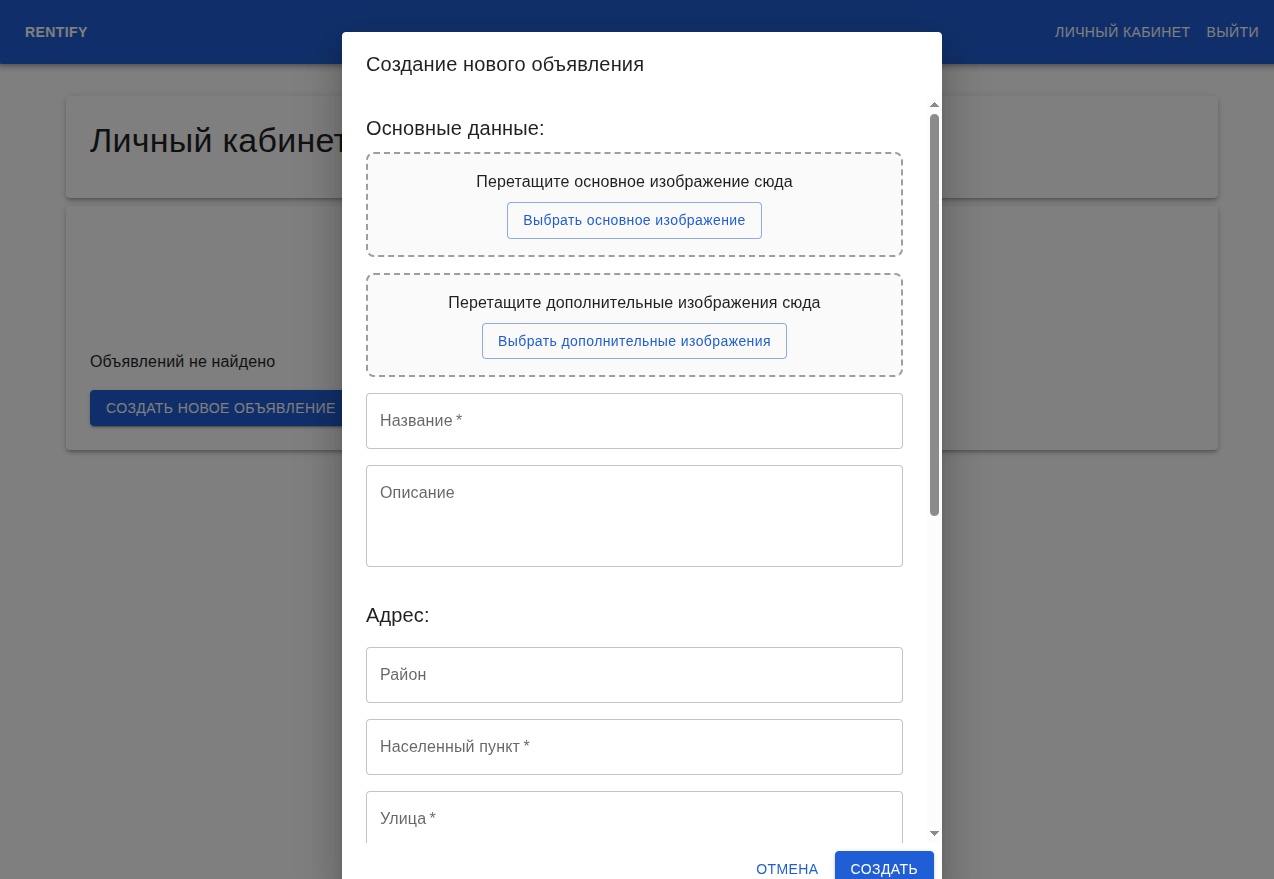 RENTIFY
ЛИЧНЫЙ КАБИНЕТ
ВЫЙТИ
Личный кабинет
Объявлений не найдено
СОЗДАТЬ НОВОЕ ОБЪЯВЛЕНИЕ
Создание нового объявления
Основные данные:
Перетащите основное изображение сюда
Выбрать основное изображение
Перетащите дополнительные изображения сюда
Выбрать дополнительные изображения
Название *
Описание
Адрес:
Район
Населенный пункт *
Улица *
ОТМЕНА
СОЗДАТЬ